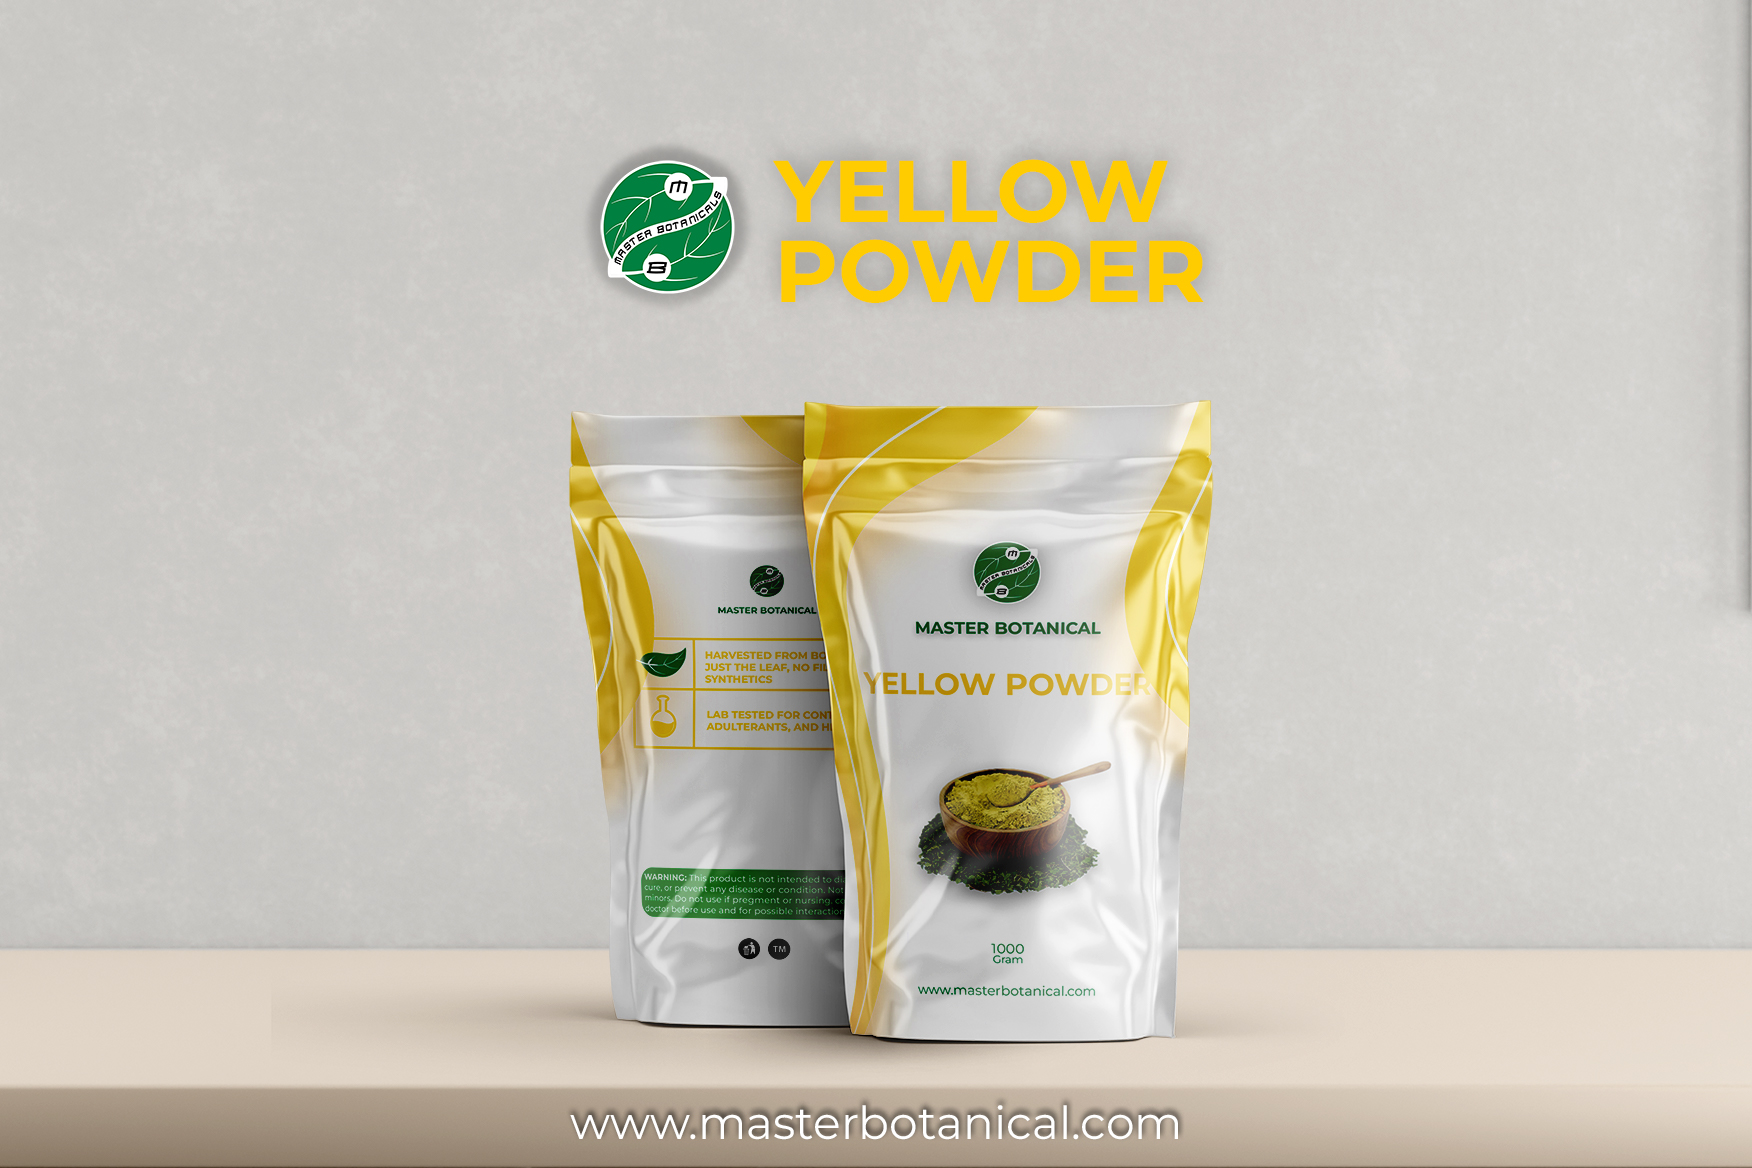 YELLOW
POWDER
M
MASTER BOTANICALS
B
MASTER BOTANICAL
HARVESTED FROM
JUST THE LEAF, NO
SYNTHETICS
LAB TESTED FOR
ADULTERANTS, AND
WARNING: This product is not intended to
cure, or prevent any disease or condition.
minors. Do not use if pregment or nursing.
doctor before use and for possible
TM
M
MASTER BOTANICALS
B
MASTER BOTANICAL
YELLOW POWDER
1000
Gram
www.masterbotanical.com
www.masterbotanical.com